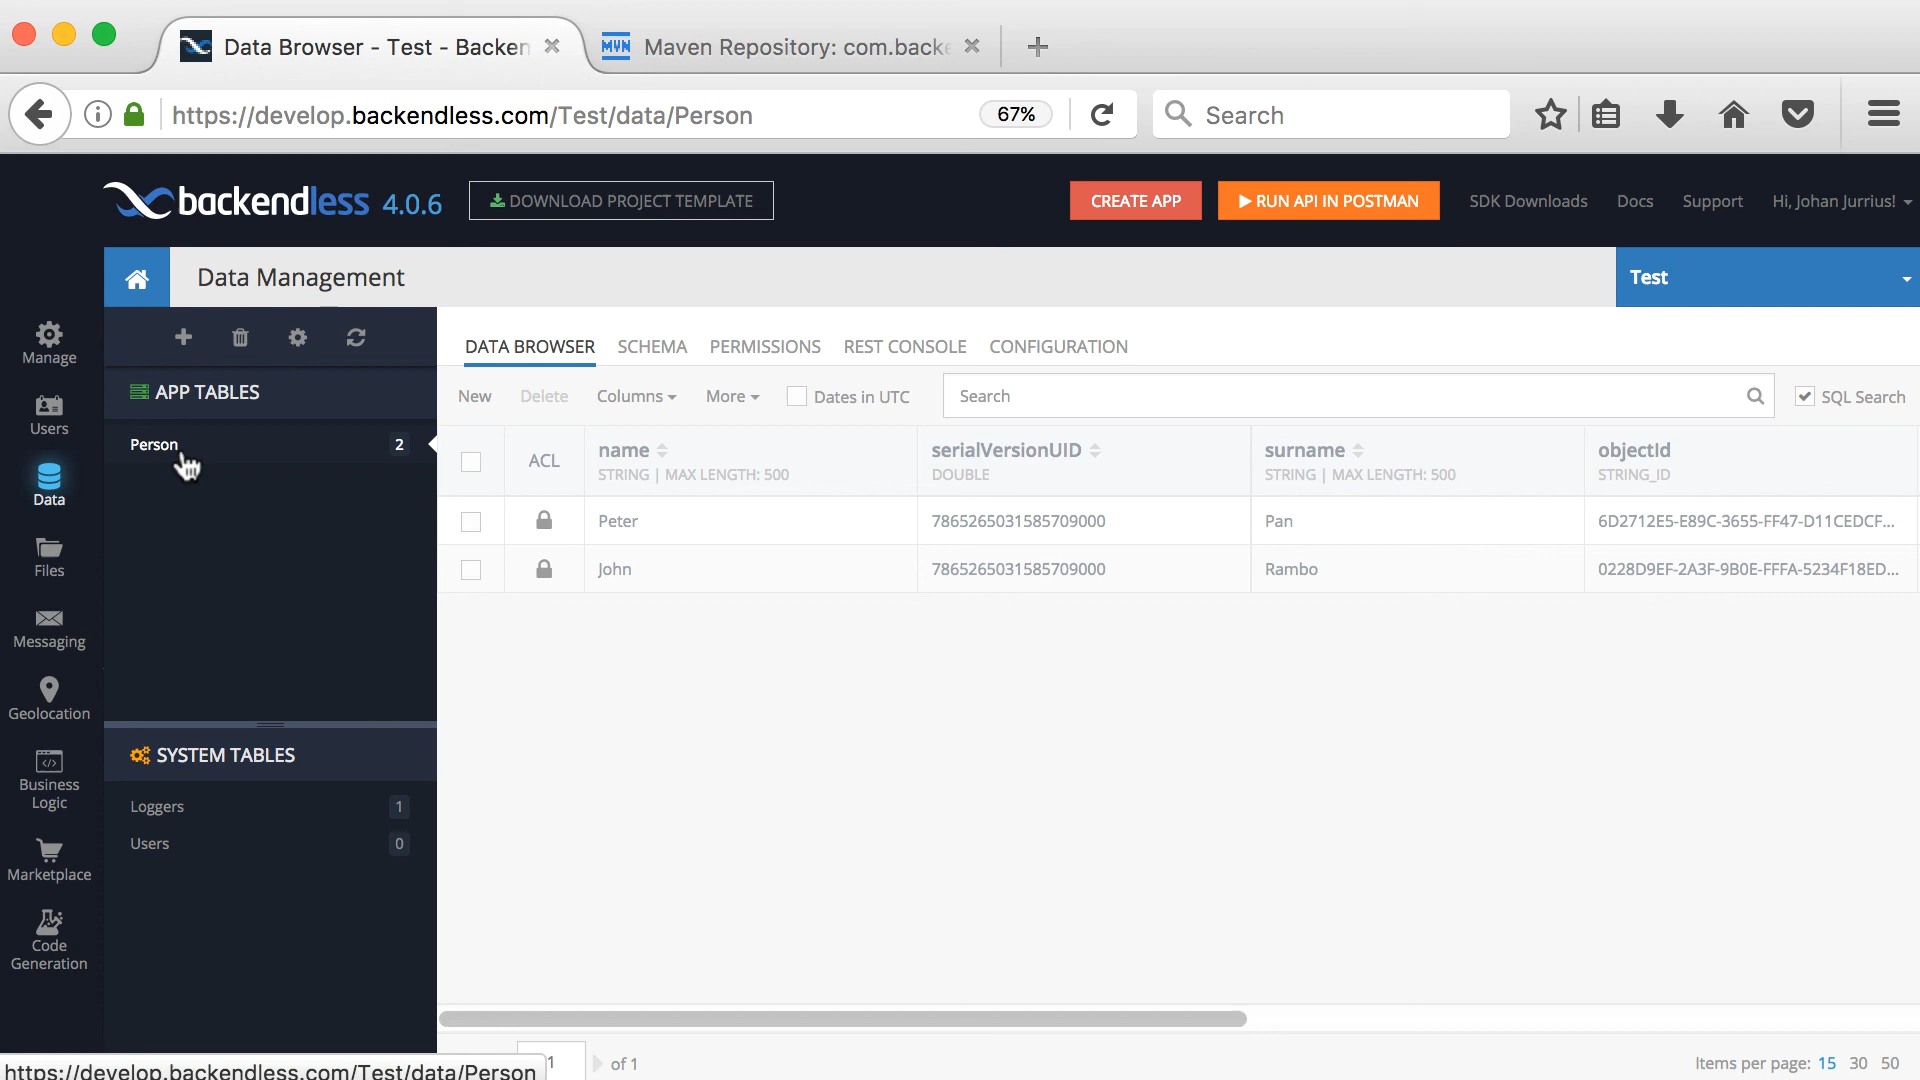 Data Browser - Test - Backen
Maven Repository: com.backe
https://develop.backendless.com/Test/data/Person
67%
Search
backendless 4.0.6
DOWNLOAD PROJECT TEMPLATE
CREATE APP
RUN API IN POSTMAN
SDK Downloads
Docs
Support
Hi, Johan Jurrius!
Data Management
Test
Manage
Users
Data
Files
Messaging
Geolocation
Business
Logic
Marketplace
Code
Generation
APP TABLES
Person 2
SYSTEM TABLES
Loggers 1
Users 0
DATA BROWSER SCHEMA PERMISSIONS REST CONSOLE CONFIGURATION
New Delete Columns More Dates in UTC Search SQL Search
ACL name serialVersionUID surname objectId
STRING | MAX LENGTH: 500 DOUBLE STRING | MAX LENGTH: 500 STRING_ID
Peter 7865265031585709000 Pan 6D2712E5-E89C-3655-FF47-D11CEDCF...
John 7865265031585709000 Rambo 0228D9EF-2A3F-9B0E-FFFA-5234F18ED...
1 of 1
Items per page: 15 30 50
https://develop.backendless.com/Test/data/Person